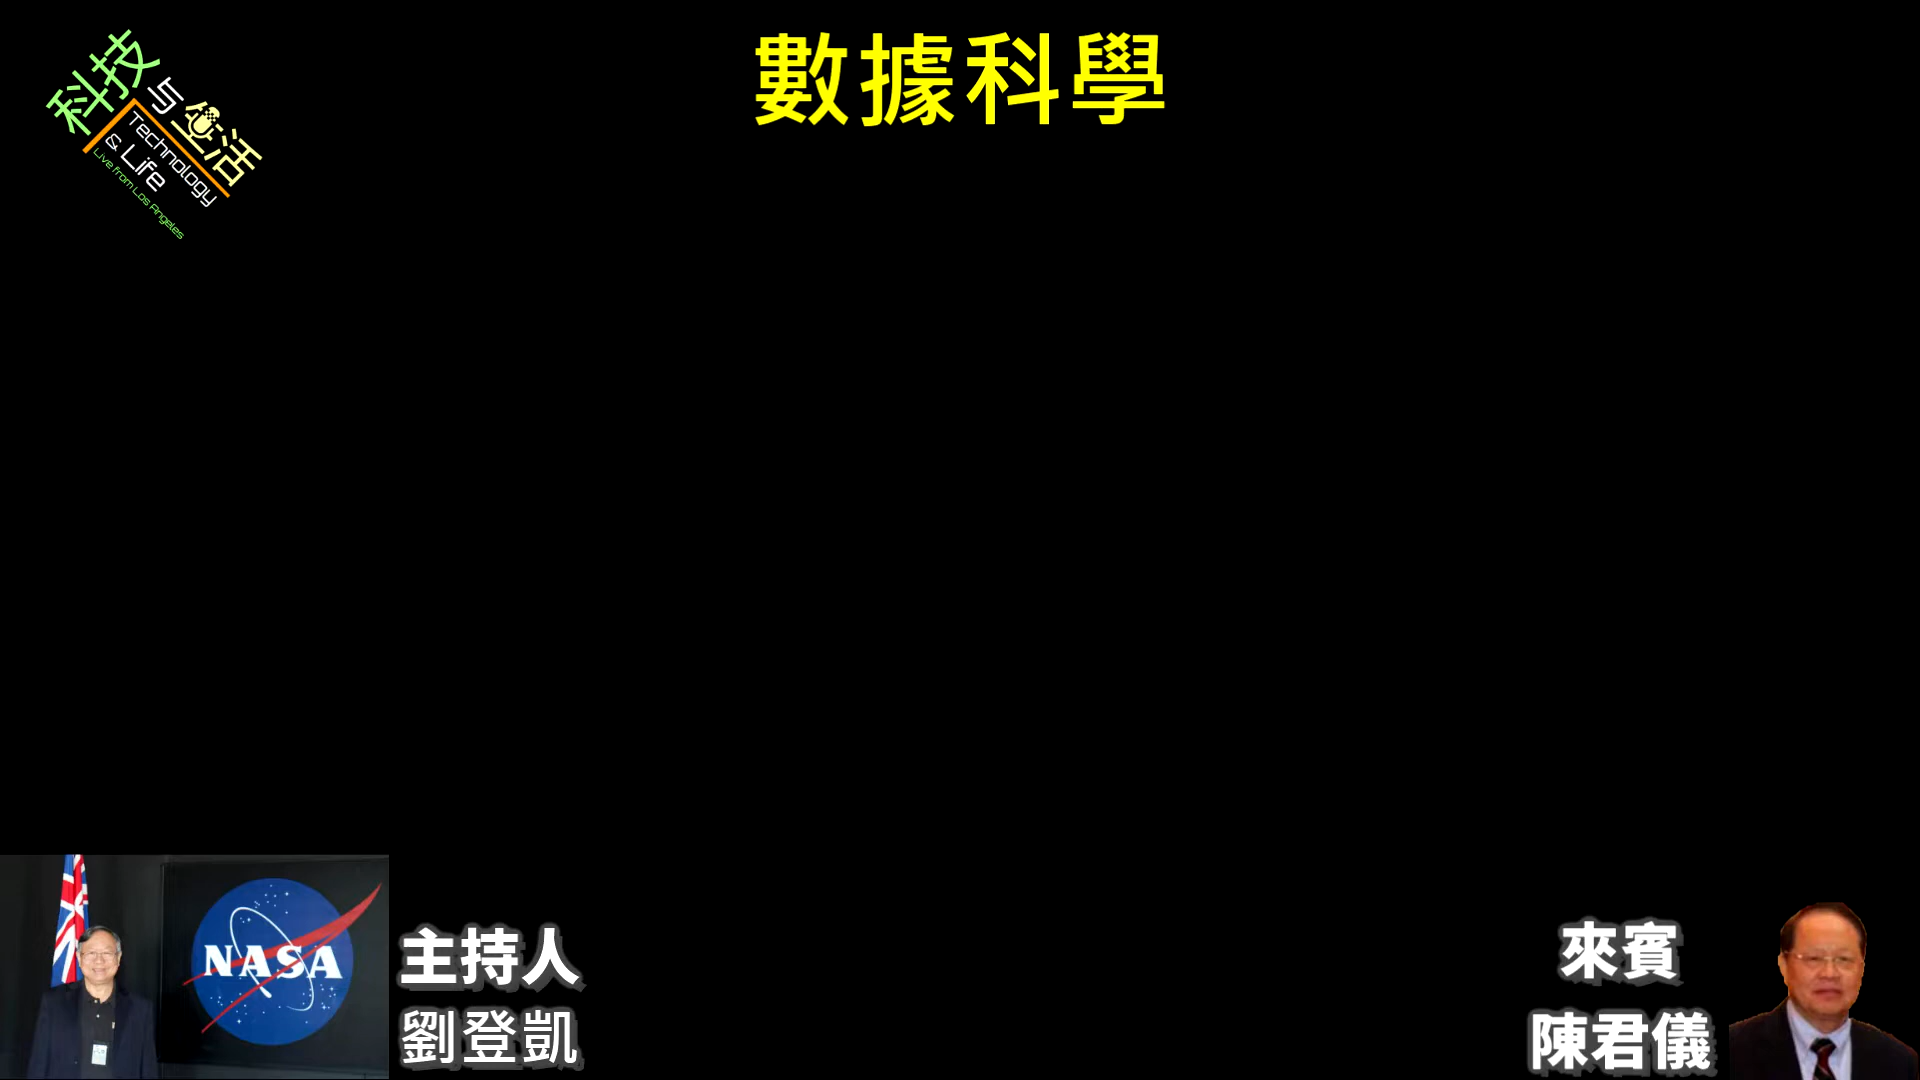 數據科學
科技与生活
Technology
& Life
Live from Los Angeles
NASA
主持人
劉登凱
來賓
陳君儀